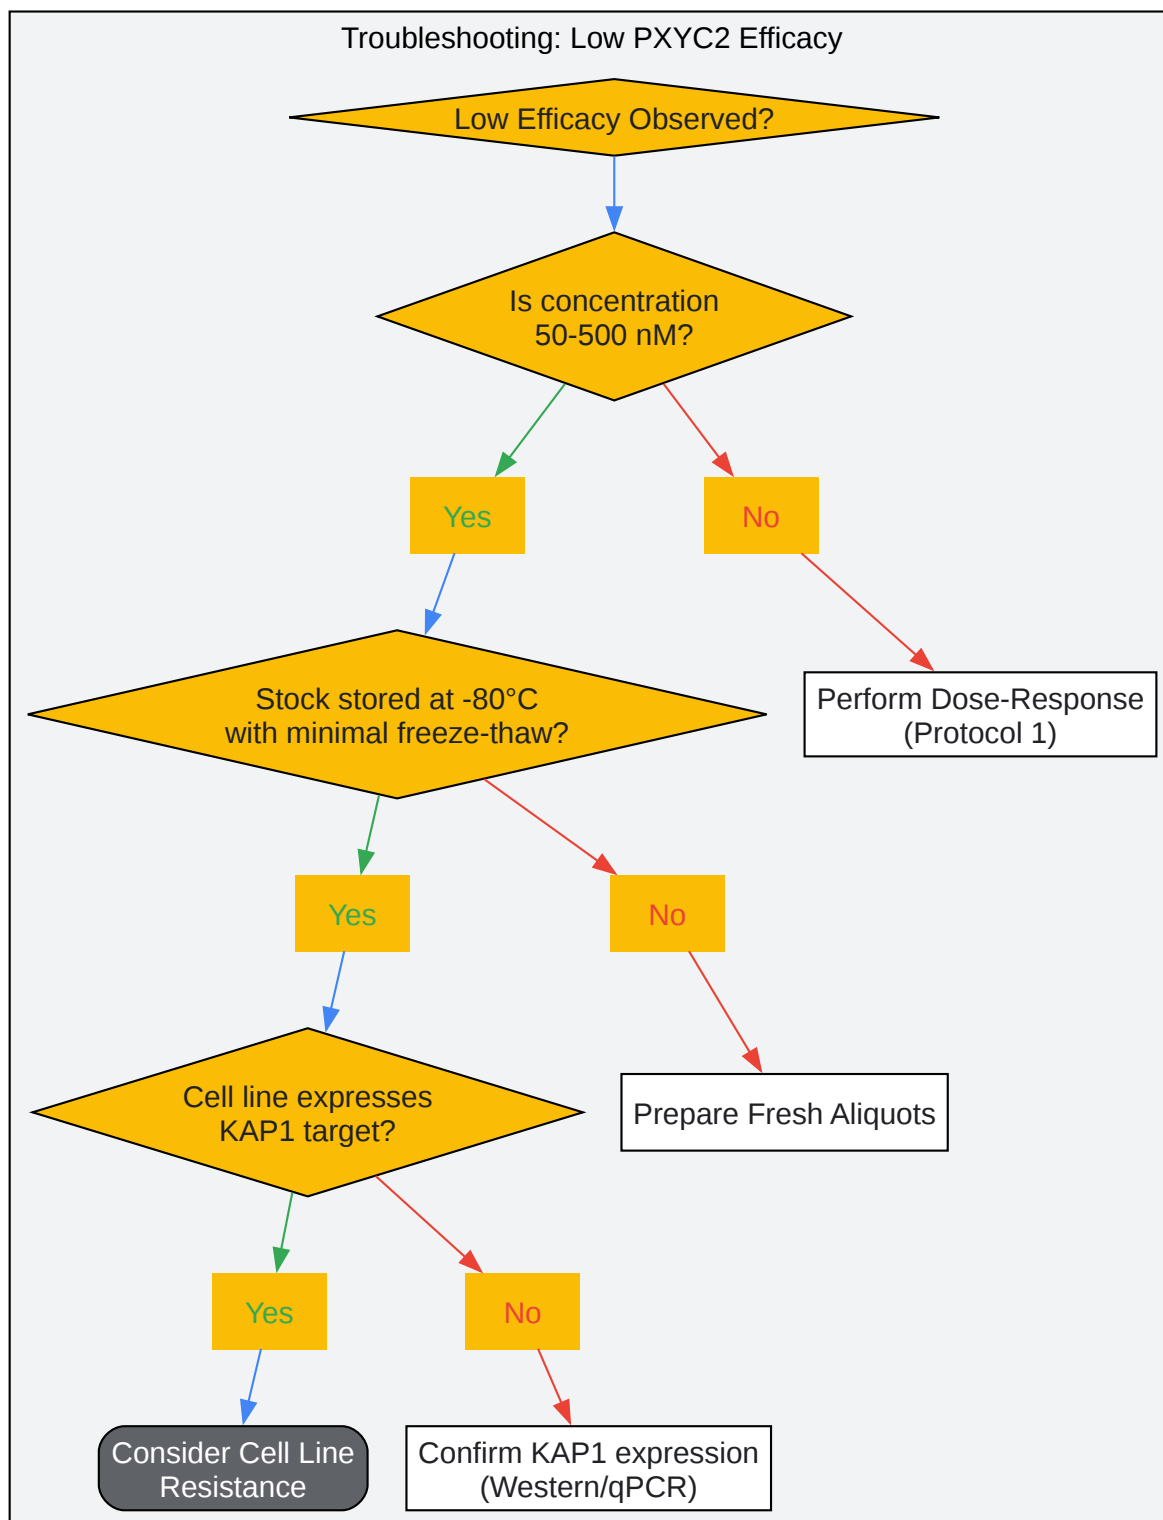 Troubleshooting: Low PXYC2 Efficacy
Low Efficacy Observed?
Is concentration
50-500 nM?
Yes
No
Stock stored at -80°C
with minimal freeze-thaw?
Perform Dose-Response
(Protocol 1)
Yes
No
Cell line expresses
KAP1 target?
Prepare Fresh Aliquots
Yes
No
Consider Cell Line
Resistance
Confirm KAP1 expression
(Western/qPCR)